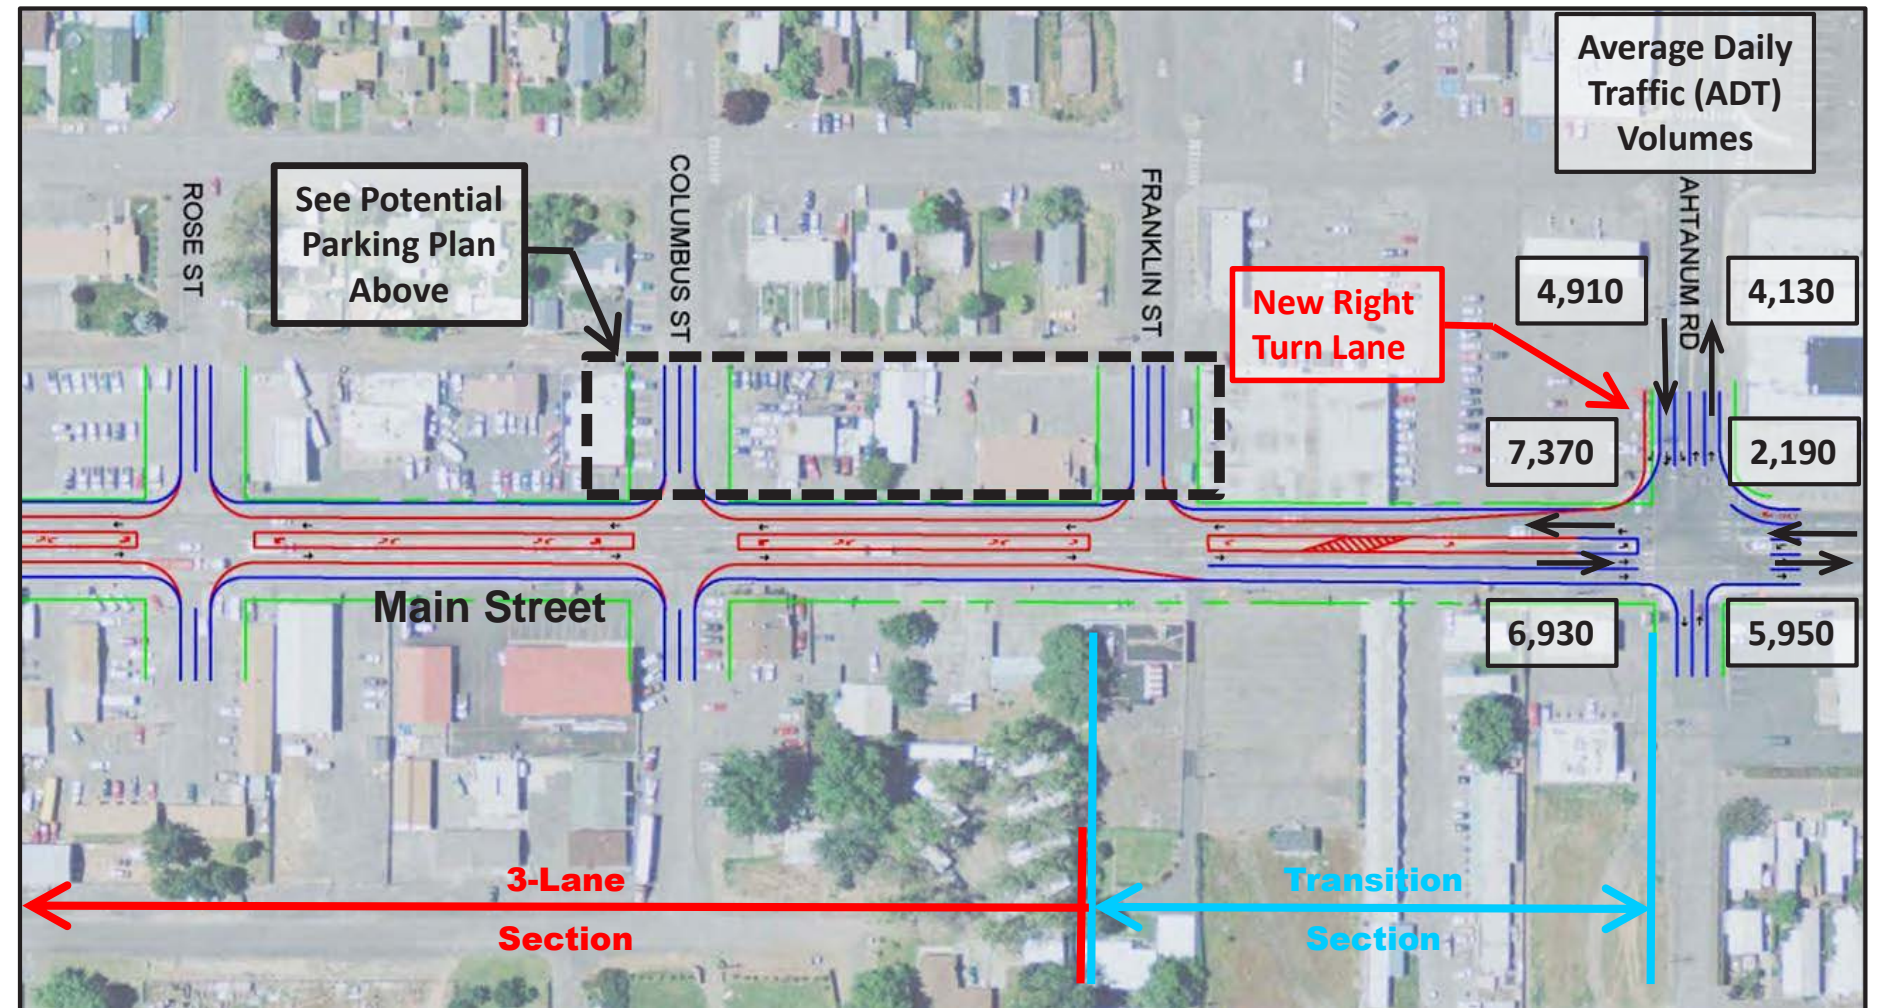 Average Daily
Traffic (ADT)
Volumes
ROSE ST
See Potential
Parking Plan
Above
COLUMBUS ST
FRANKLIN ST
AHTANUM RD
New Right
Turn Lane
4,910
4,130
7,370
2,190
Main Street
6,930
5,950
3-Lane
Section
Transition
Section